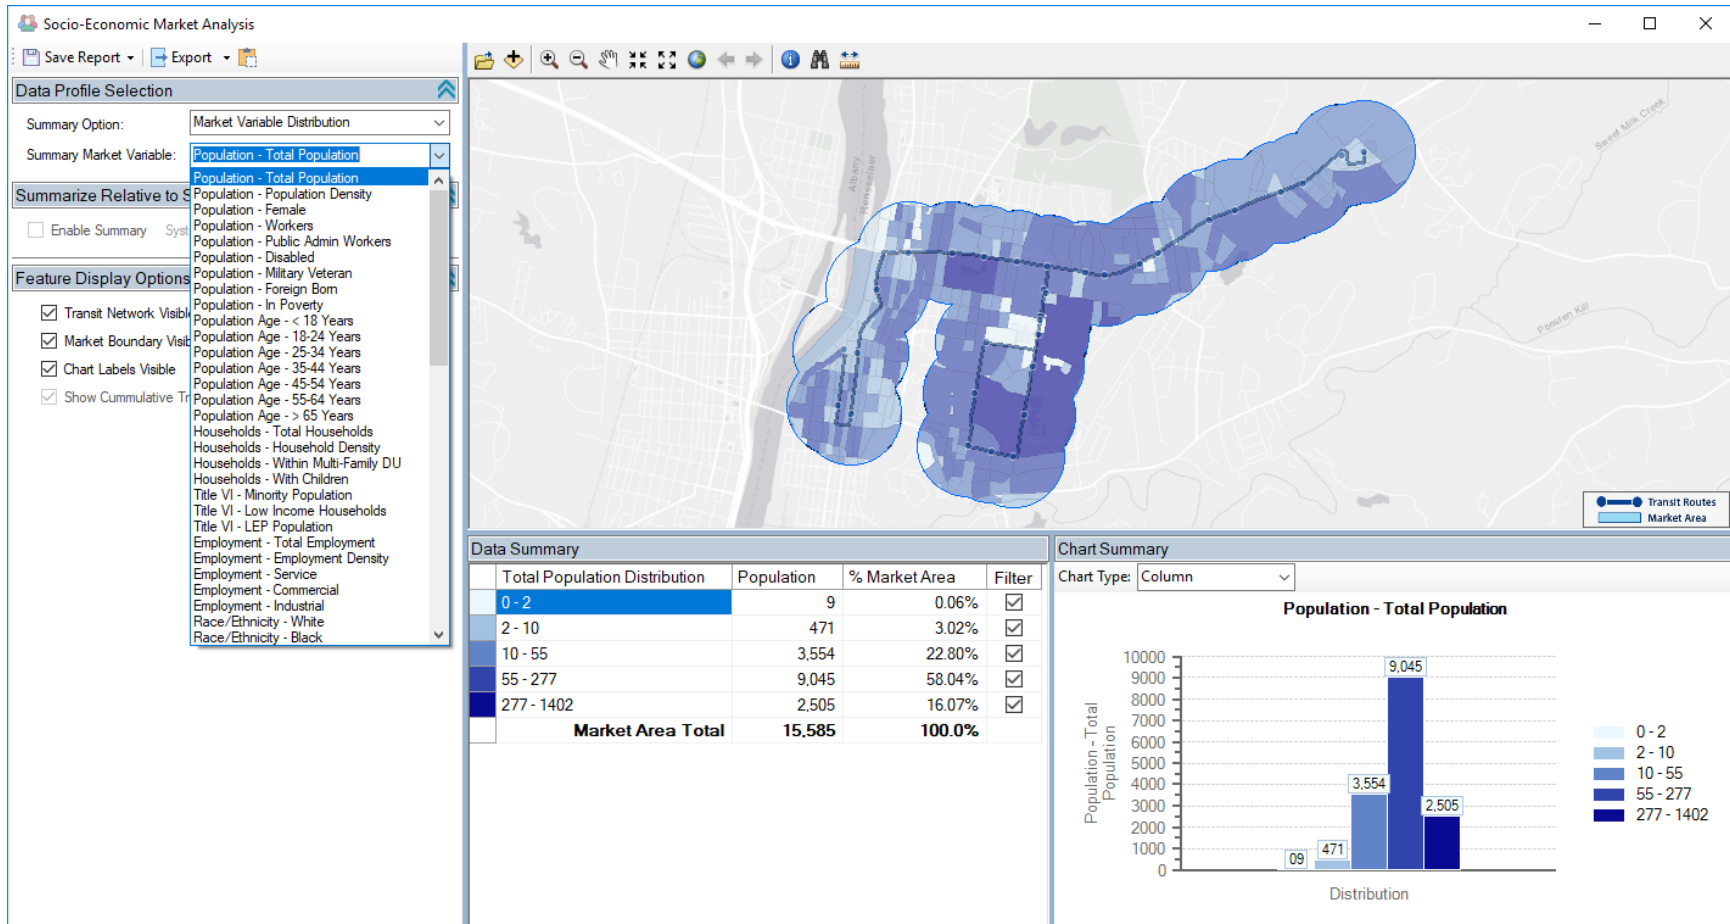 Socio-Economic Market Analysis
Save Report
Export
Data Profile Selection
Summary Option:
Market Variable Distribution
Summary Market Variable:
Population - Total Population
Population - Total Population
Population - Population Density
Population - Female
Population - Workers
Population - Public Admin Workers
Population - Disabled
Population - Military Veteran
Population - Foreign Born
Population - In Poverty
Population Age - < 18 Years
Population Age - 18-24 Years
Population Age - 25-34 Years
Population Age - 35-44 Years
Population Age - 45-54 Years
Population Age - 55-64 Years
Population Age - > 65 Years
Households - Total Households
Households - Household Density
Households - Within Multi-Family DU
Households - With Children
Title VI - Minority Population
Title VI - Low Income Households
Title VI - LEP Population
Employment - Total Employment
Employment - Employment Density
Employment - Service
Employment - Commercial
Employment - Industrial
Race/Ethnicity - White
Race/Ethnicity - Black
Summarize Relative to S
Enable Summary Syst
Feature Display Options
Transit Network Visibl
Market Boundary Visib
Chart Labels Visible
Show Cummulative Tr
Albany
Rensselaer
Sweet Milk Creek
Poesten Kill
Transit Routes
Market Area
Data Summary
Total Population Distribution Population % Market Area Filter
0 - 2 9 0.06%
2 - 10 471 3.02%
10 - 55 3,554 22.80%
55 - 277 9,045 58.04%
277 - 1402 2,505 16.07%
Market Area Total 15,585 100.0%
Chart Summary
Chart Type: Column
Population - Total Population
Population - Total
Population
10000
9000
8000
7000
6000
5000
4000
3000
2000
1000
0
09
471
3,554
9,045
2,505
Distribution
0 - 2
2 - 10
10 - 55
55 - 277
277 - 1402